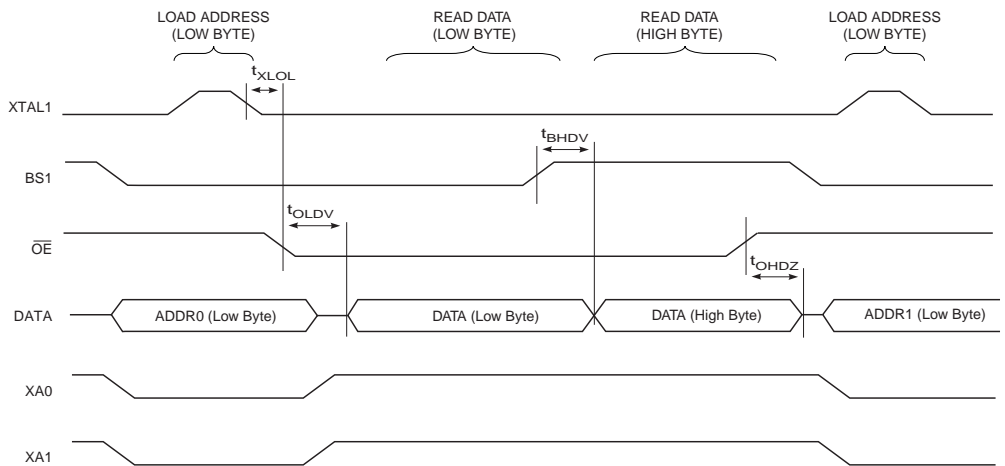 LOAD ADDRESS
(LOW BYTE)
READ DATA
(LOW BYTE)
READ DATA
(HIGH BYTE)
LOAD ADDRESS
(LOW BYTE)
tXLOL
XTAL1
tBHDV
BS1
tOLDV
OE
tOHDZ
DATA
ADDR0 (Low Byte)
DATA (Low Byte)
DATA (High Byte)
ADDR1 (Low Byte)
XA0
XA1